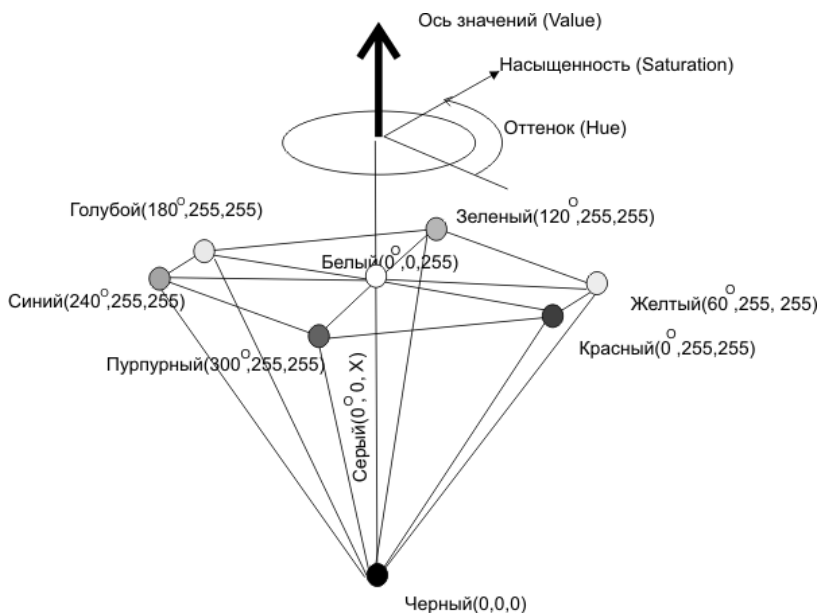 Ось значений (Value)
Насыщенность (Saturation)
Оттенок (Hue)
Голубой(180°,255,255)
Зеленый(120°,255,255)
Белый(0°,0,255)
Синий(240°,255,255)
Желтый(60°,255, 255)
Красный(0°,255,255)
Пурпурный(300°,255,255)
Серый(0°, 0, X)
Черный(0,0,0)